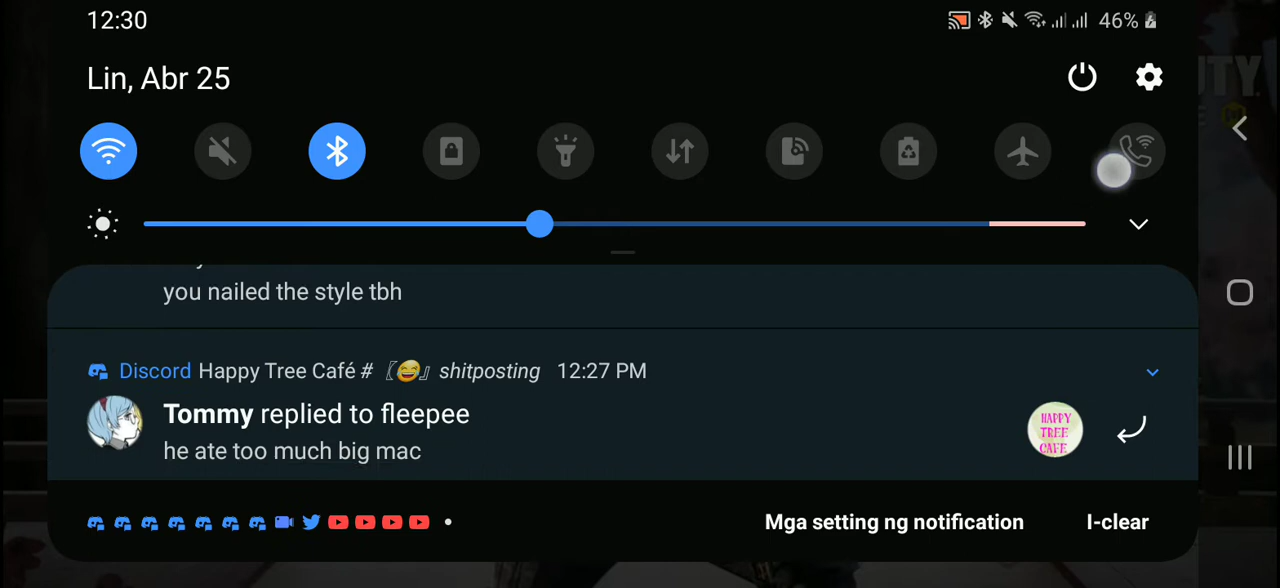 12:30
46%
Lin, Abr 25
UTY
you nailed the style tbh
Discord Happy Tree Café # 〖😂〗 shitposting 12:27 PM
Tommy replied to fleepee
he ate too much big mac
HAPPY
TREE
CAFE
Mga setting ng notification
I-clear